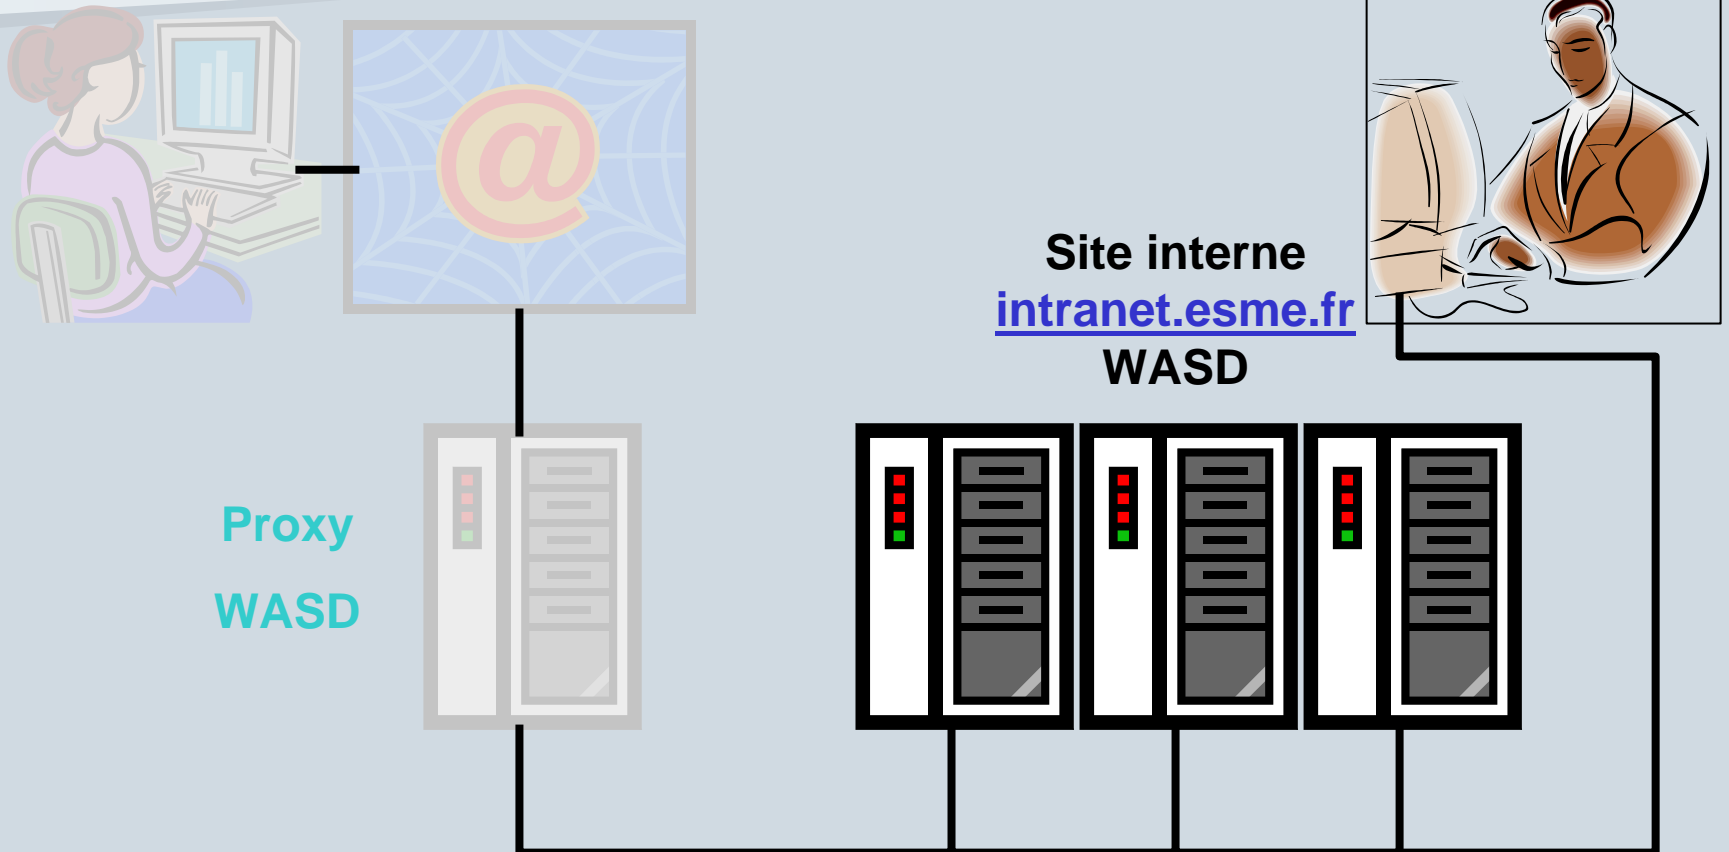 @
Site interne
intranet.esme.fr
WASD
Proxy
WASD